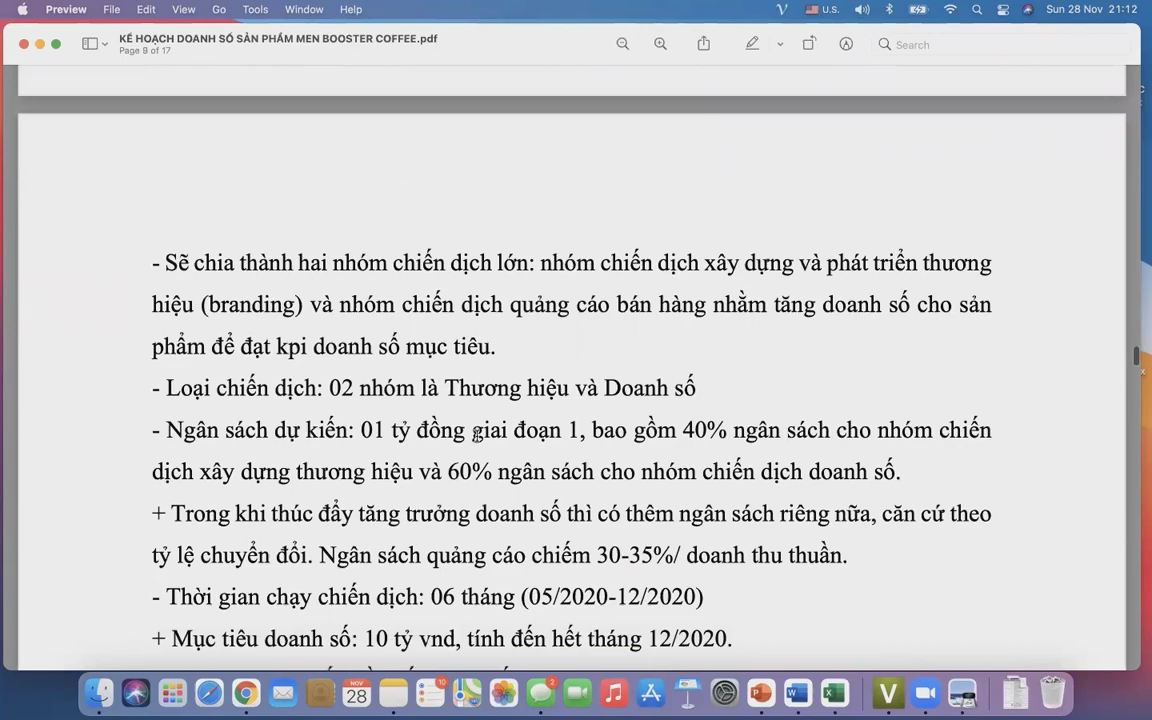 Preview File Edit View Go Tools Window Help U.S. Sun 28 Nov 21:12
KẾ HOẠCH DOANH SỐ SẢN PHẨM MEN BOOSTER COFFEE.pdf
Page 9 of 17
Search
- Sẽ chia thành hai nhóm chiến dịch lớn: nhóm chiến dịch xây dựng và phát triển thương
hiệu (branding) và nhóm chiến dịch quảng cáo bán hàng nhằm tăng doanh số cho sản
phẩm để đạt kpi doanh số mục tiêu.
- Loại chiến dịch: 02 nhóm là Thương hiệu và Doanh số
- Ngân sách dự kiến: 01 tỷ đồng giai đoạn 1, bao gồm 40% ngân sách cho nhóm chiến
dịch xây dựng thương hiệu và 60% ngân sách cho nhóm chiến dịch doanh số.
+ Trong khi thúc đẩy tăng trưởng doanh số thì có thêm ngân sách riêng nữa, căn cứ theo
tỷ lệ chuyển đổi. Ngân sách quảng cáo chiếm 30-35%/ doanh thu thuần.
- Thời gian chạy chiến dịch: 06 tháng (05/2020-12/2020)
+ Mục tiêu doanh số: 10 tỷ vnd, tính đến hết tháng 12/2020.
NOV
28
10
2